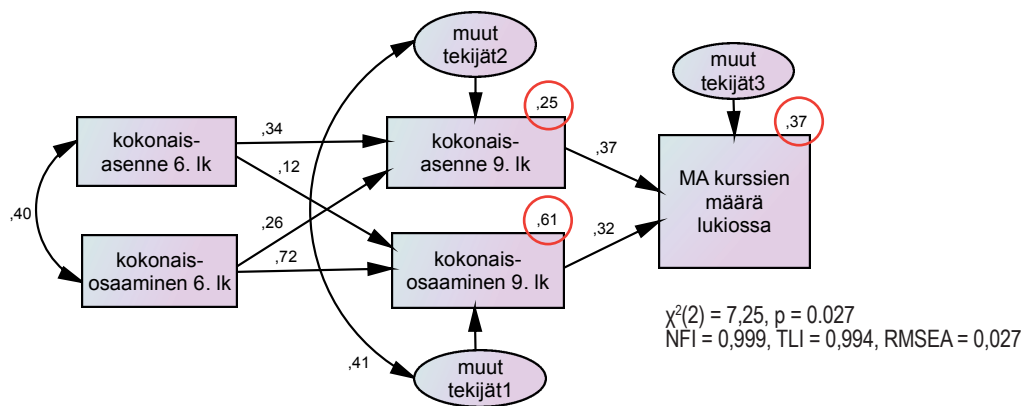 muut
tekijät2
muut
tekijät3
,25
,37
kokonais-
asenne 6. lk
,34
kokonais-
asenne 9. lk
,37
,12
MA kurssien
määrä
lukiossa
,40
,26
,61
,32
kokonais-
osaaminen 6. lk
,72
kokonais-
osaaminen 9. lk
χ²(2) = 7,25, p = 0.027
NFI = 0,999, TLI = 0,994, RMSEA = 0,027
,41
muut
tekijät1